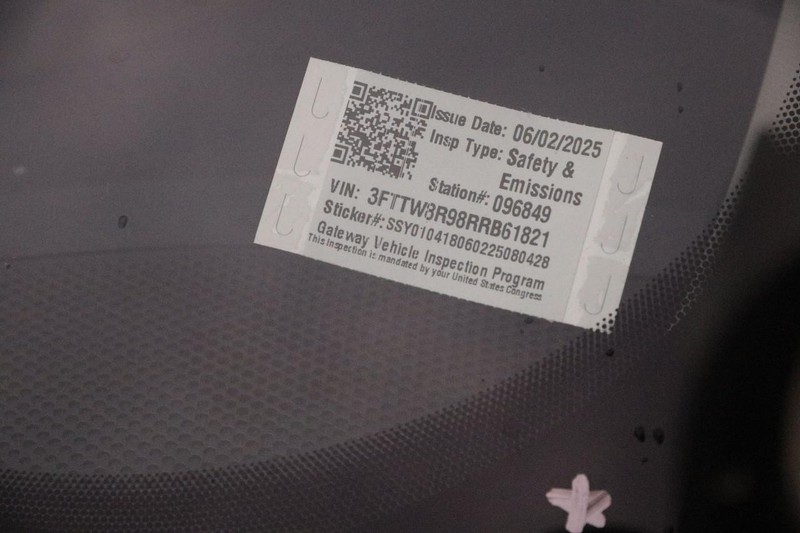 Issue Date: 06/02/2025
Insp Type: Safety &
Emissions
Station#: 096849
VIN: 3FTTW8R98RRB61821
Sticker#: SSY010418060225080428
Gateway Vehicle Inspection Program
This inspection is mandated by your United States Congress